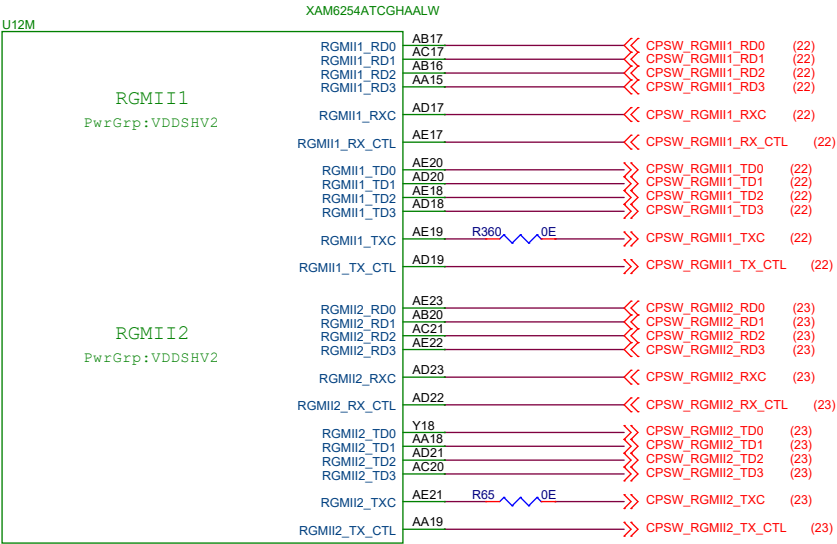 XAM6254ATCGHAALW
U12M
RGMII1
PwrGrp:VDDSHV2
RGMII1_RD0 AB17 CPSW_RGMII1_RD0 (22)
RGMII1_RD1 AC17 CPSW_RGMII1_RD1 (22)
RGMII1_RD2 AB16 CPSW_RGMII1_RD2 (22)
RGMII1_RD3 AA15 CPSW_RGMII1_RD3 (22)
RGMII1_RXC AD17 CPSW_RGMII1_RXC (22)
RGMII1_RX_CTL AE17 CPSW_RGMII1_RX_CTL (22)
RGMII1_TD0 AE20 CPSW_RGMII1_TD0 (22)
RGMII1_TD1 AD20 CPSW_RGMII1_TD1 (22)
RGMII1_TD2 AE18 CPSW_RGMII1_TD2 (22)
RGMII1_TD3 AD18 CPSW_RGMII1_TD3 (22)
RGMII1_TXC AE19 R360 0E CPSW_RGMII1_TXC (22)
RGMII1_TX_CTL AD19 CPSW_RGMII1_TX_CTL (22)
RGMII2
PwrGrp:VDDSHV2
RGMII2_RD0 AE23 CPSW_RGMII2_RD0 (23)
RGMII2_RD1 AB20 CPSW_RGMII2_RD1 (23)
RGMII2_RD2 AC21 CPSW_RGMII2_RD2 (23)
RGMII2_RD3 AE22 CPSW_RGMII2_RD3 (23)
RGMII2_RXC AD23 CPSW_RGMII2_RXC (23)
RGMII2_RX_CTL AD22 CPSW_RGMII2_RX_CTL (23)
RGMII2_TD0 Y18 CPSW_RGMII2_TD0 (23)
RGMII2_TD1 AA18 CPSW_RGMII2_TD1 (23)
RGMII2_TD2 AD21 CPSW_RGMII2_TD2 (23)
RGMII2_TD3 AC20 CPSW_RGMII2_TD3 (23)
RGMII2_TXC AE21 R65 0E CPSW_RGMII2_TXC (23)
RGMII2_TX_CTL AA19 CPSW_RGMII2_TX_CTL (23)